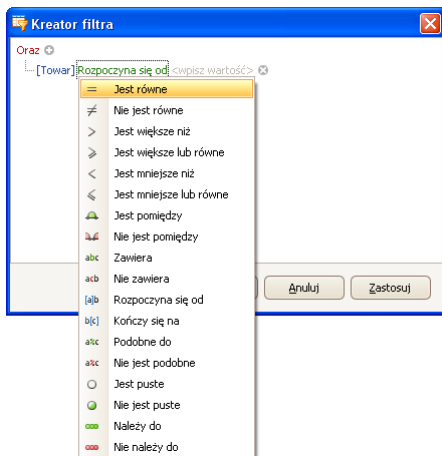 Kreator filtra
Oraz
[Towar] Rozpoczyna się od <wpisz wartość>
= Jest równe
≠ Nie jest równe
> Jest większe niż
⩾ Jest większe lub równe
< Jest mniejsze niż
⩽ Jest mniejsze lub równe
Jest pomiędzy
Nie jest pomiędzy
abc Zawiera
acb Nie zawiera
[a]b Rozpoczyna się od
Anuluj Zastosuj
b[c] Kończy się na
a%c Podobne do
a%c Nie jest podobne
Jest puste
Nie jest puste
Należy do
Nie należy do